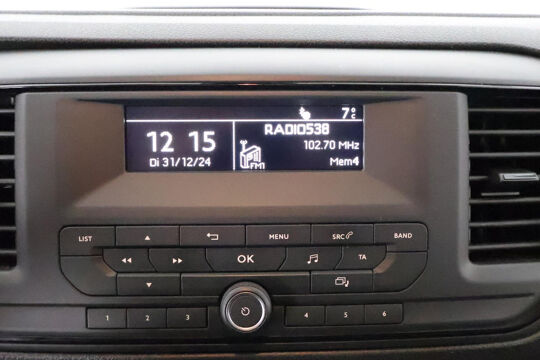 7°C
12 15
RADIO538
102.70 MHz
Di 31/12/24
FM1
Mem4
LIST
MENU
SRC
BAND
OK
TA
1 2 3 4 5 6